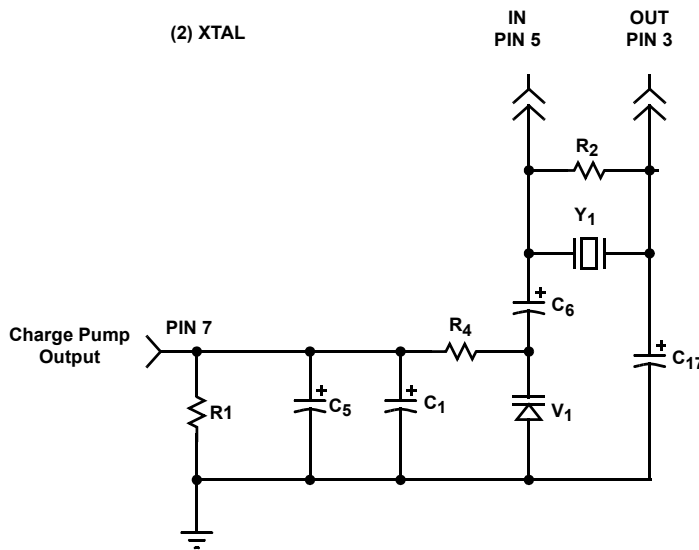 (2) XTAL
IN
PIN 5
OUT
PIN 3
R2
Y1
+
C6
Charge Pump
Output
PIN 7
R4
+
C17
R1
+
C5
+
C1
V1